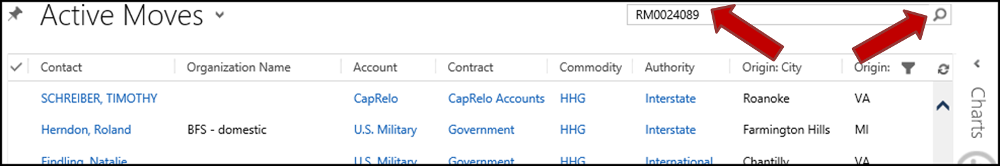 Active Moves
RM0024089
Contact Organization Name Account Contract Commodity Authority Origin: City Origin:
SCHREIBER, TIMOTHY CapRelo CapRelo Accounts HHG Interstate Roanoke VA
Herndon, Roland BFS - domestic U.S. Military Government HHG Interstate Farmington Hills MI
Findling, Natalie U.S. Military Government HHG International Chantilly VA
Charts